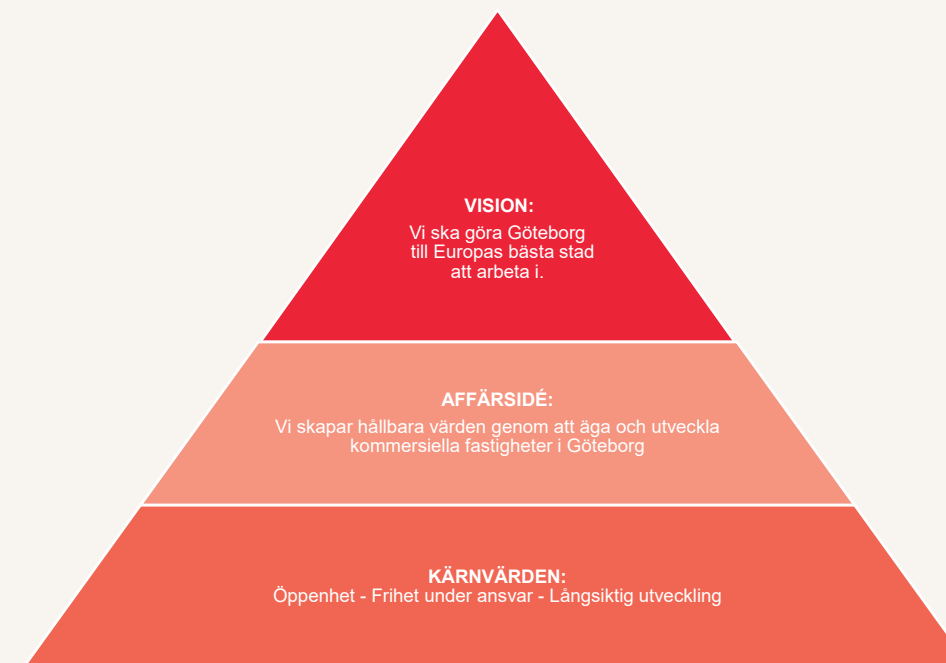 VISION:
Vi ska göra Göteborg
till Europas bästa stad
att arbeta i.
AFFÄRSIDÉ:
Vi skapar hållbara värden genom att äga och utveckla
kommersiella fastigheter i Göteborg
KÄRNVÄRDEN:
Öppenhet - Frihet under ansvar - Långsiktig utveckling